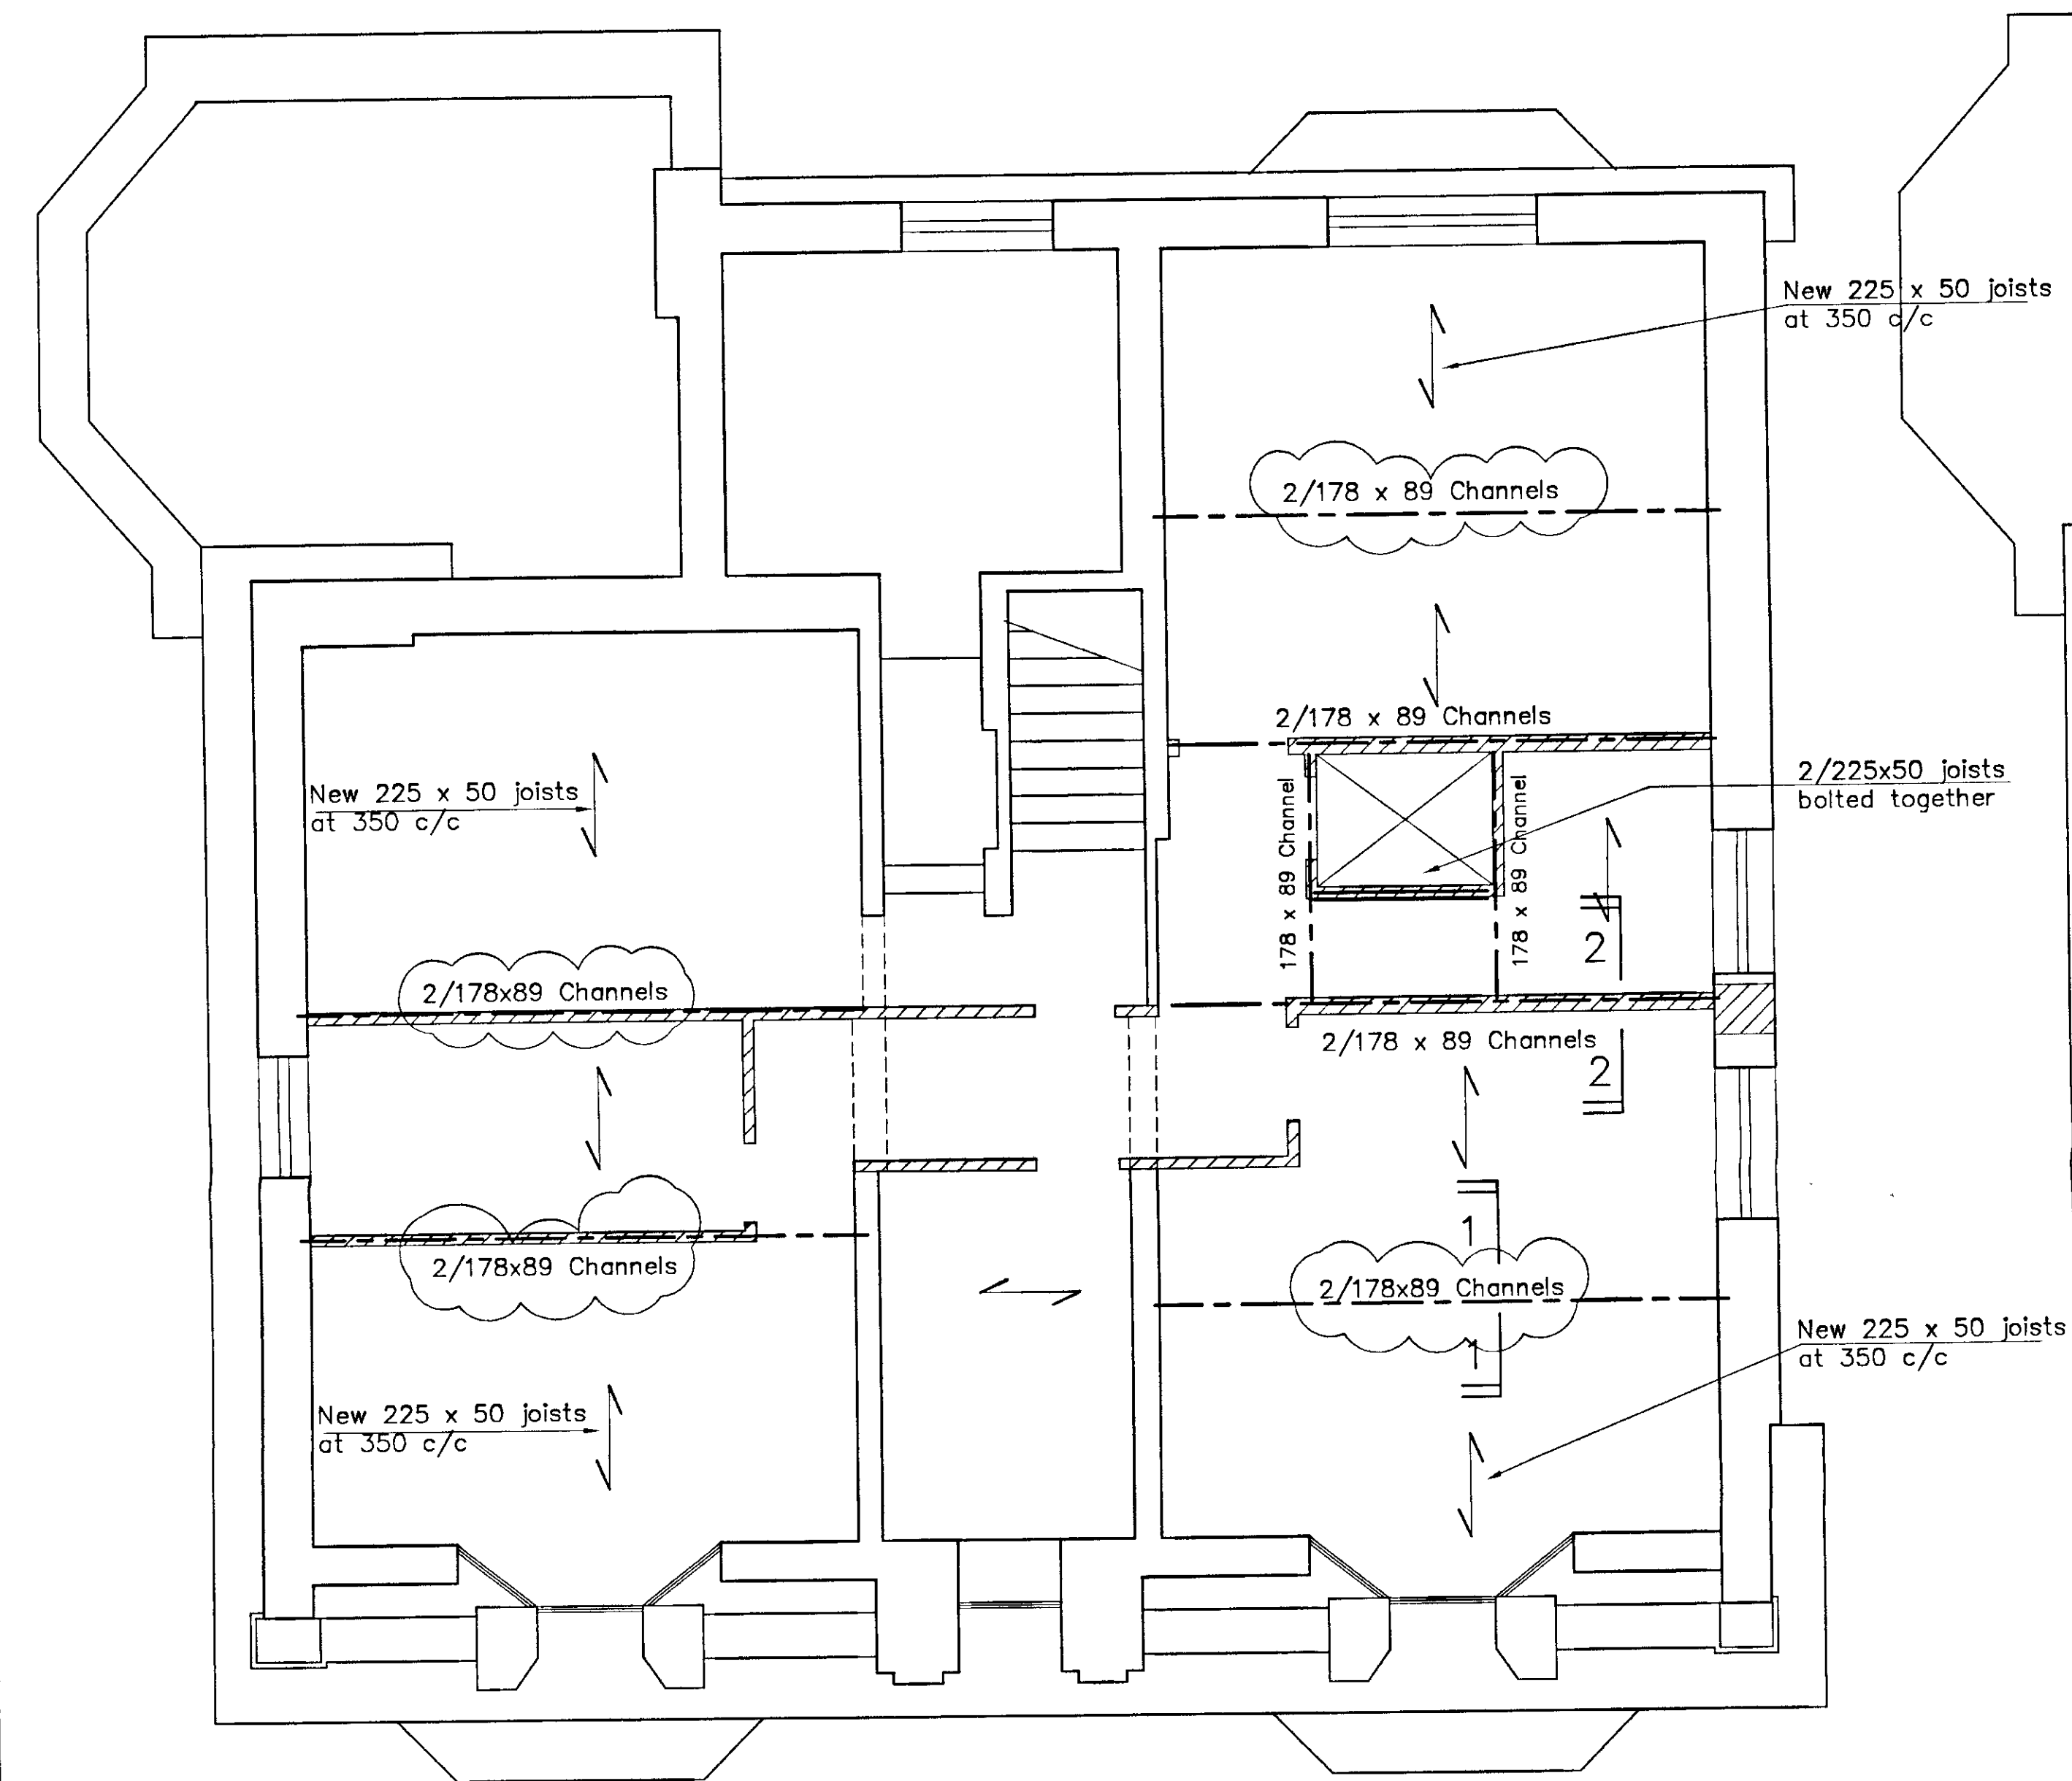 New 225 x 50 joists
at 350 c/c
2/178 x 89 Channels
2/178 x 89 Channels
New 225 x 50 joists
at 350 c/c
178 x 89 Channel
178 x 89 Channel
2/225x50 joists
bolted together
2
2/178x89 Channels
2/178 x 89 Channels
2
1
2/178x89 Channels
2/178x89 Channels
1
New 225 x 50 joists
at 350 c/c
New 225 x 50 joists
at 350 c/c